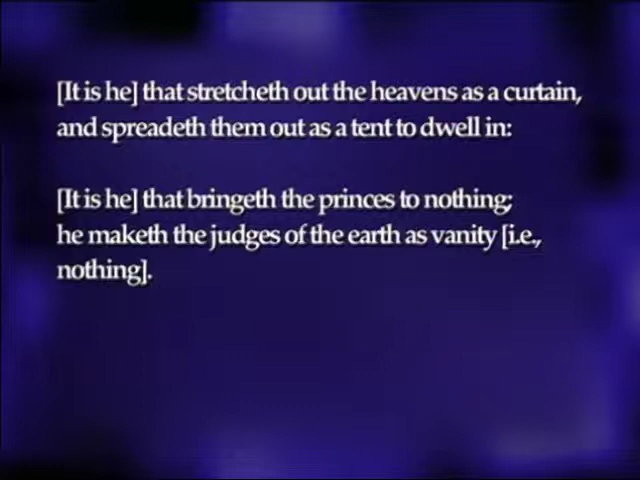 [It is he] that stretcheth out the heavens as a curtain,
and spreadeth them out as a tent to dwell in:
[It is he] that bringeth the princes to nothing;
he maketh the judges of the earth as vanity [i.e.,
nothing].